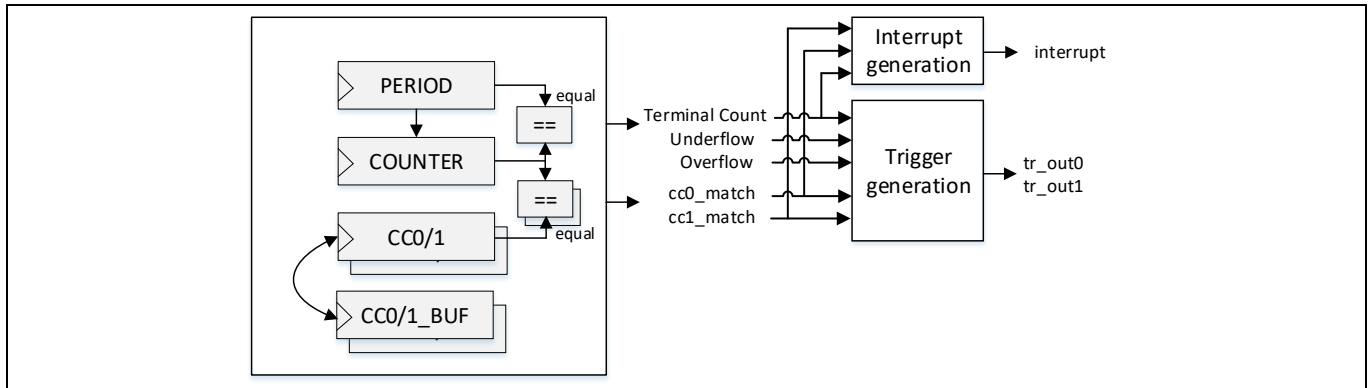 PERIOD
equal
==
COUNTER
==
equal
CC0/1
CC0/1_BUF
Terminal Count
Underflow
Overflow
cc0_match
cc1_match
Interrupt
generation
interrupt
Trigger
generation
tr_out0
tr_out1